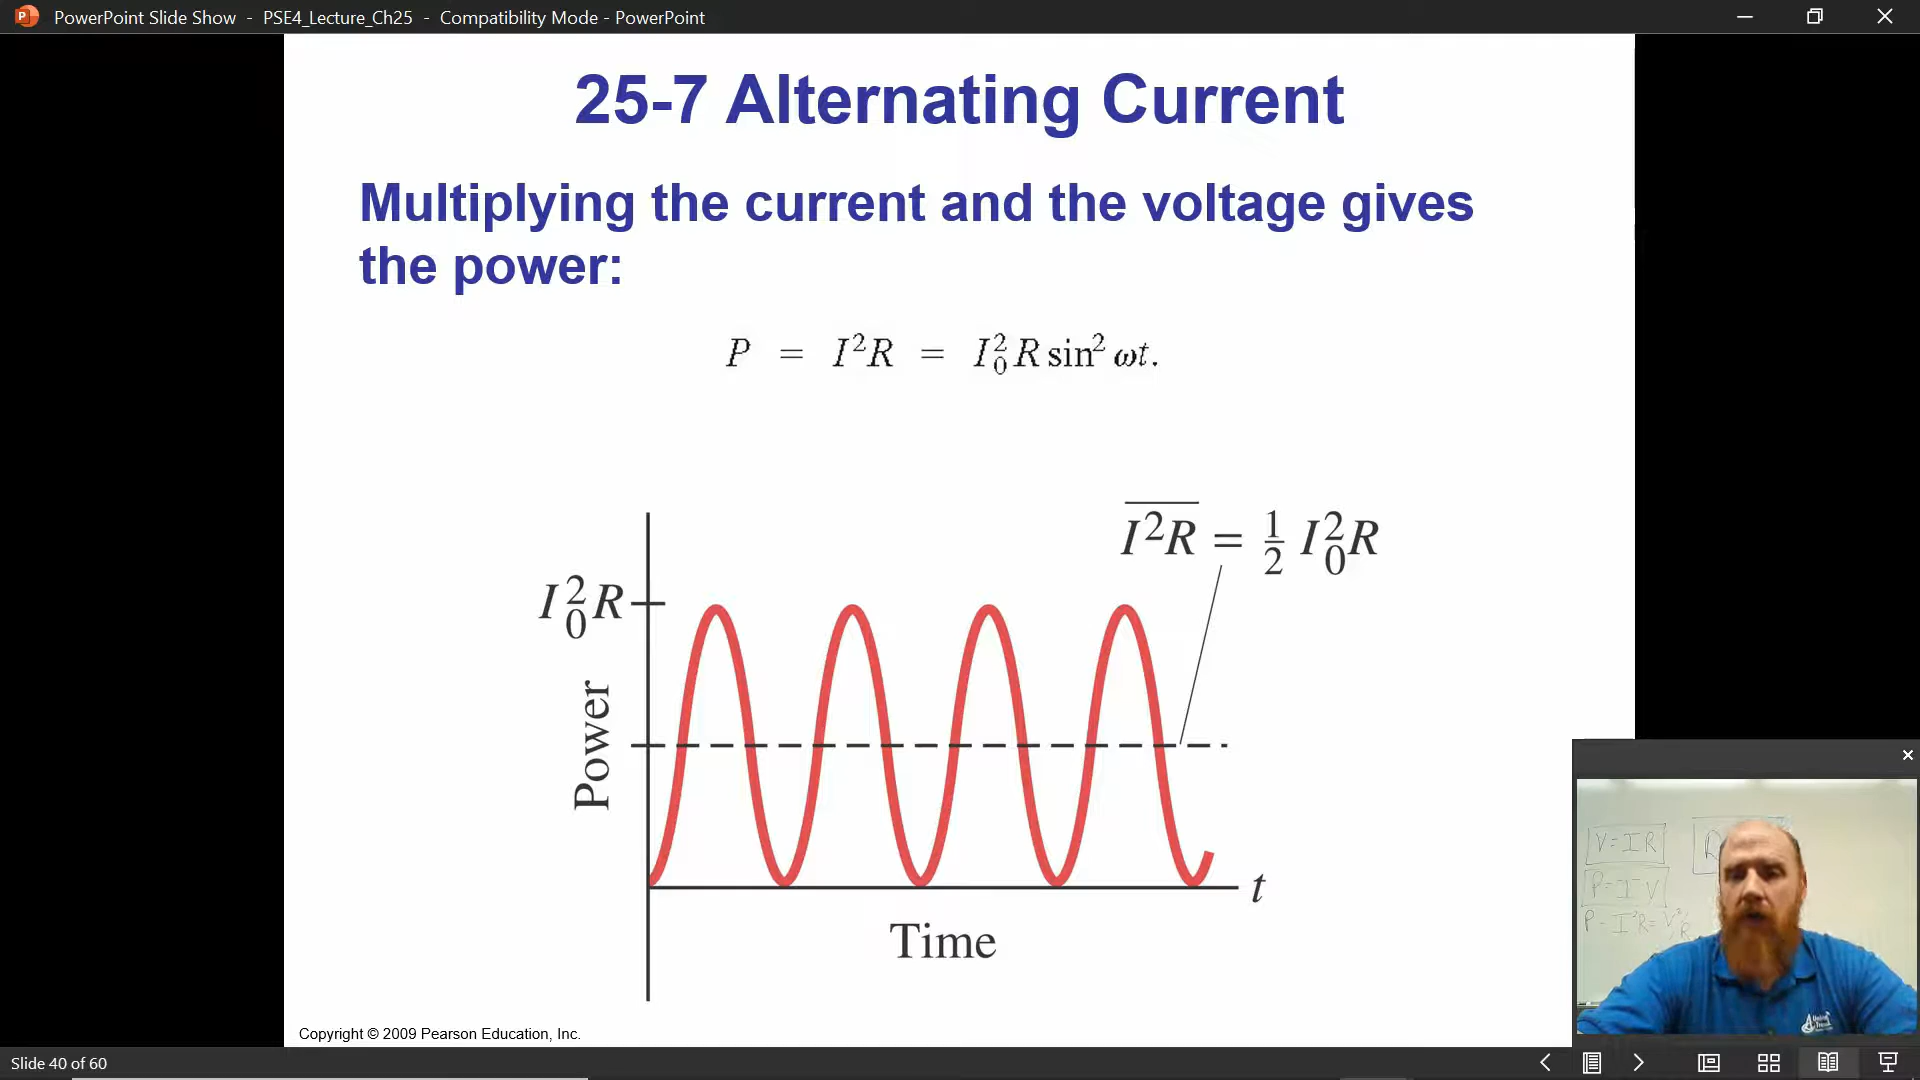 PowerPoint Slide Show - PSE4_Lecture_Ch25 - Compatibility Mode - PowerPoint
25-7 Alternating Current
Multiplying the current and the voltage gives
the power:
P = I²R = I₀²R sin² ωt.
I²R = ½ I₀²R
I₀²R
Power
t
Time
V = IR
P = IV
P = I²R = V²/R
Copyright © 2009 Pearson Education, Inc.
Slide 40 of 60